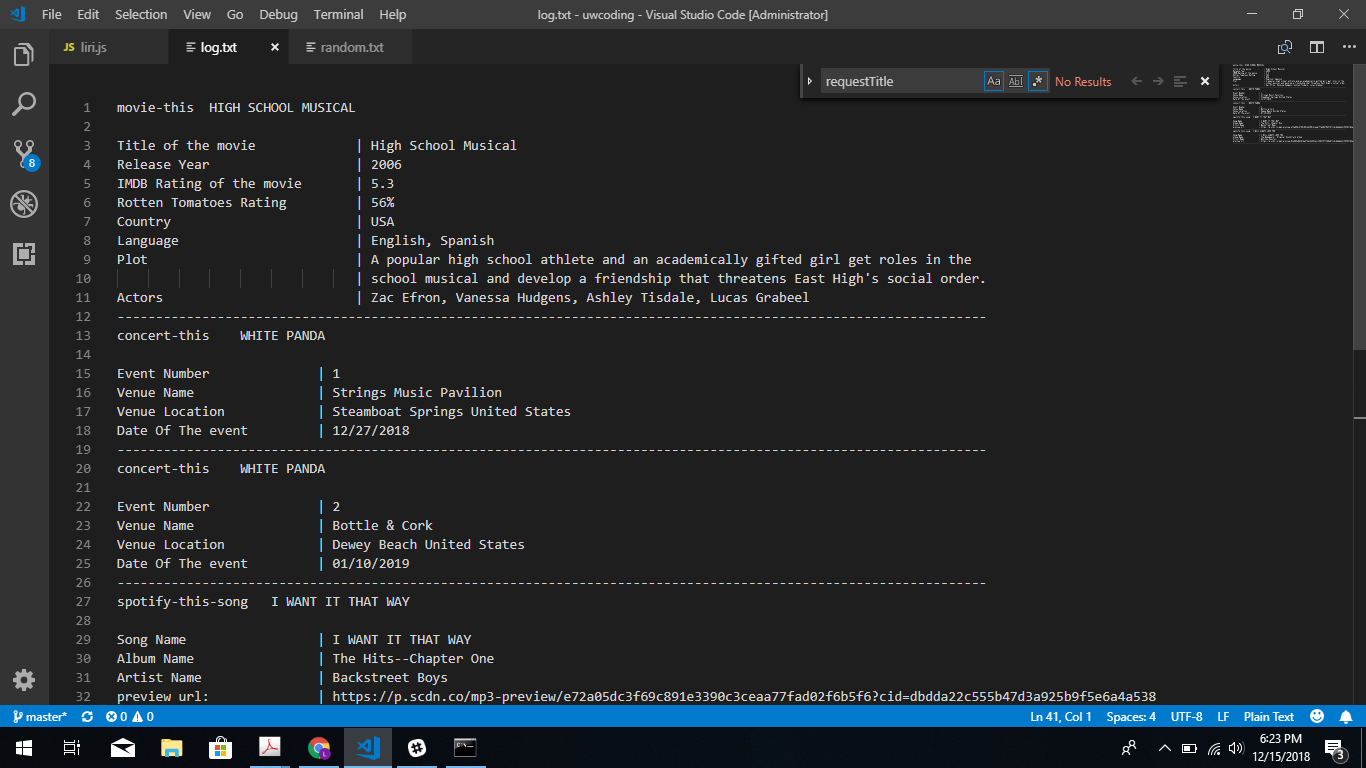 File Edit Selection View Go Debug Terminal Help log.txt - uwcoding - Visual Studio Code [Administrator]
JS liri.js log.txt random.txt
requestTitle Aa Abl .* No Results
1 movie-this HIGH SCHOOL MUSICAL
2
3 Title of the movie | High School Musical
4 Release Year | 2006
5 IMDB Rating of the movie | 5.3
6 Rotten Tomatoes Rating | 56%
7 Country | USA
8 Language | English, Spanish
9 Plot | A popular high school athlete and an academically gifted girl get roles in the
10 | school musical and develop a friendship that threatens East High's social order.
11 Actors | Zac Efron, Vanessa Hudgens, Ashley Tisdale, Lucas Grabeel
12 -----------------------------------------------------------------------------------------------------------------
13 concert-this WHITE PANDA
14
15 Event Number | 1
16 Venue Name | Strings Music Pavilion
17 Venue Location | Steamboat Springs United States
18 Date Of The event | 12/27/2018
19 -----------------------------------------------------------------------------------------------------------------
20 concert-this WHITE PANDA
21
22 Event Number | 2
23 Venue Name | Bottle & Cork
24 Venue Location | Dewey Beach United States
25 Date Of The event | 01/10/2019
26 -----------------------------------------------------------------------------------------------------------------
27 spotify-this-song I WANT IT THAT WAY
28
29 Song Name | I WANT IT THAT WAY
30 Album Name | The Hits--Chapter One
31 Artist Name | Backstreet Boys
32 preview url: | https://p.scdn.co/mp3-preview/e72a05dc3f69c891e3390c3ceaa77fad02f6b5f6?cid=dbdda22c555b47d3a925b9f5e6a4a538
8
master* 0 0 Ln 41, Col 1 Spaces: 4 UTF-8 LF Plain Text
6:23 PM
12/15/2018
3